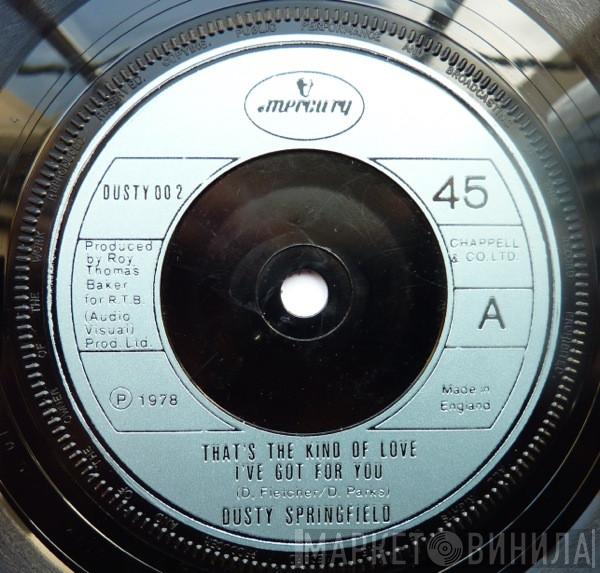 mercury
DUSTY 002
45
Produced
by Roy
Thomas
Baker
for R.T.B.
(Audio
Visual)
Prod. Ltd.
CHAPPELL
& CO. LTD.
A
℗ 1978
Made in
England
THAT'S THE KIND OF LOVE
I'VE GOT FOR YOU
(D. Fleicher/D. Parks)
DUSTY SPRINGFIELD
МАРКЕТ ВИНИЛА